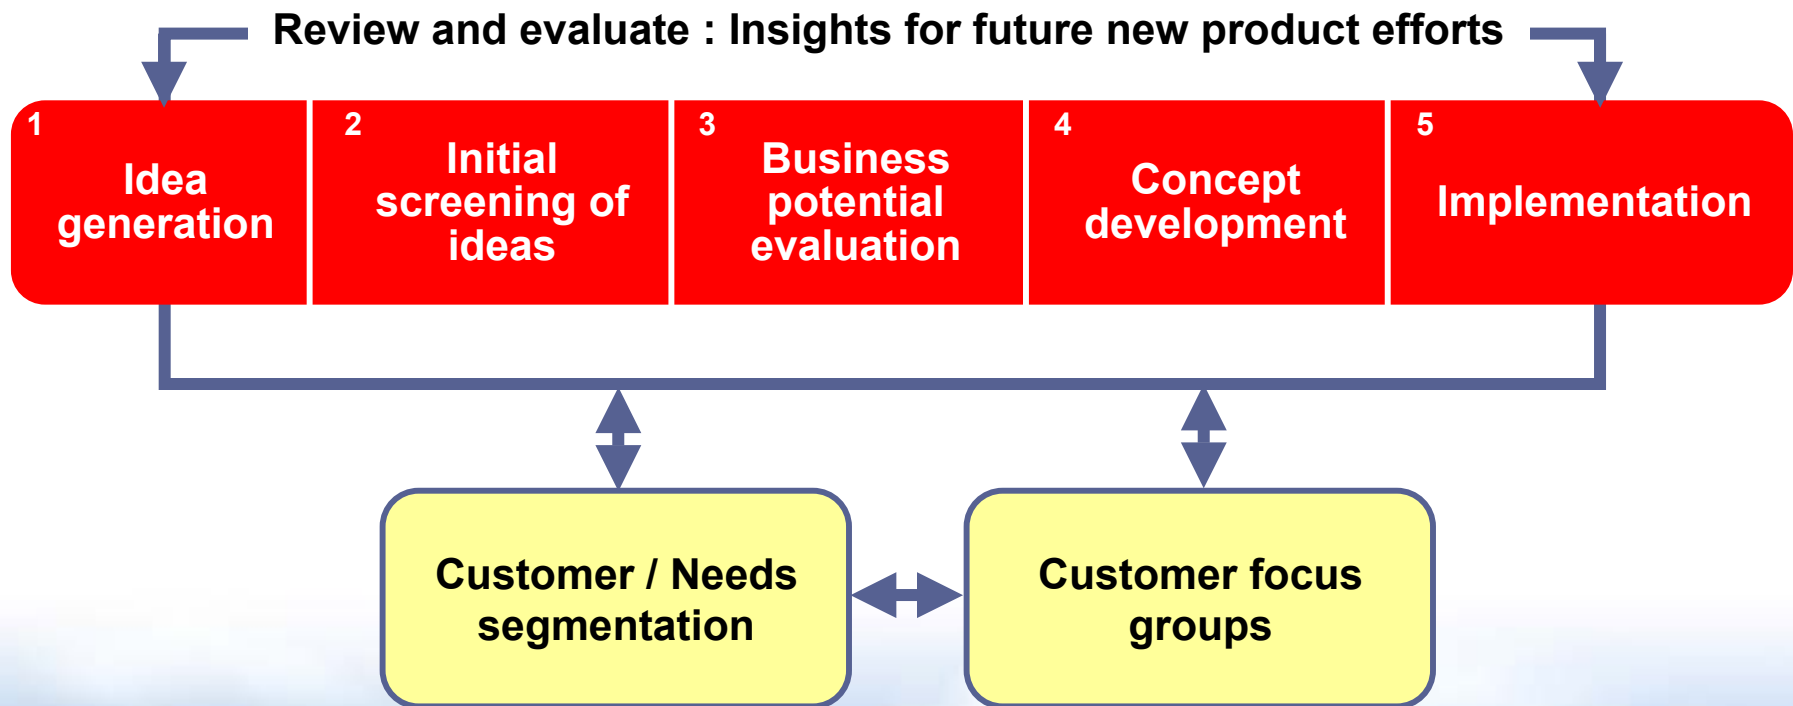 Review and evaluate : Insights for future new product efforts
1
Idea
generation
2
Initial
screening of
ideas
3
Business
potential
evaluation
4
Concept
development
5
Implementation
Customer / Needs
segmentation
Customer focus
groups